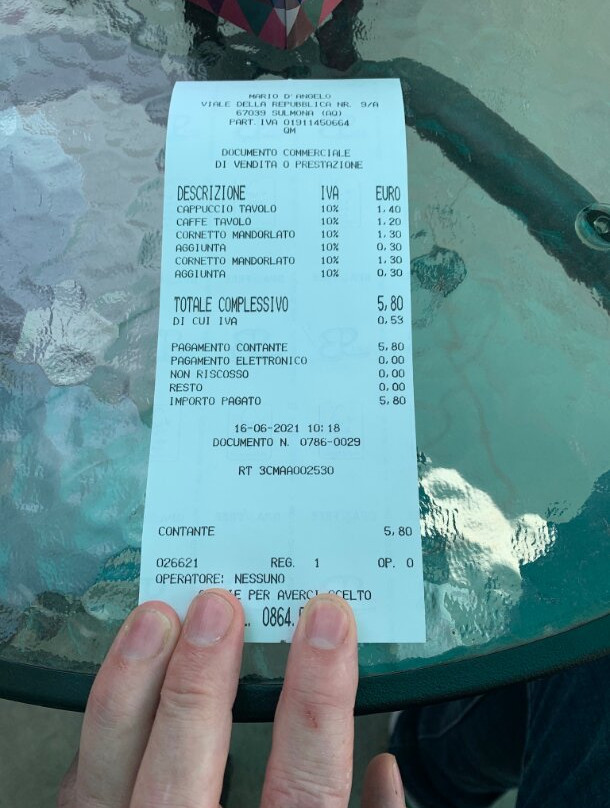 MARIO D'ANGELO
VIALE DELLA REPUBBLICA NR. 9/A
67039 SULMONA (AQ)
PART. IVA 01911450664
QM
DOCUMENTO COMMERCIALE
DI VENDITA O PRESTAZIONE
DESCRIZIONE IVA EURO
CAPPUCCIO TAVOLO 10% 1,40
CAFFE TAVOLO 10% 1,20
CORNETTO MANDORLATO 10% 1,30
AGGIUNTA 10% 0,30
CORNETTO MANDORLATO 10% 1,30
AGGIUNTA 10% 0,30
TOTALE COMPLESSIVO 5,80
DI CUI IVA 0,53
PAGAMENTO CONTANTE 5,80
PAGAMENTO ELETTRONICO 0,00
NON RISCOSSO 0,00
RESTO 0,00
IMPORTO PAGATO 5,80
16-06-2021 10:18
DOCUMENTO N. 0786-0029
RT 3CMAA002530
CONTANTE 5,80
026621 REG. 1 OP. 0
OPERATORE: NESSUNO
PER AVERCI SCELTO
0864.